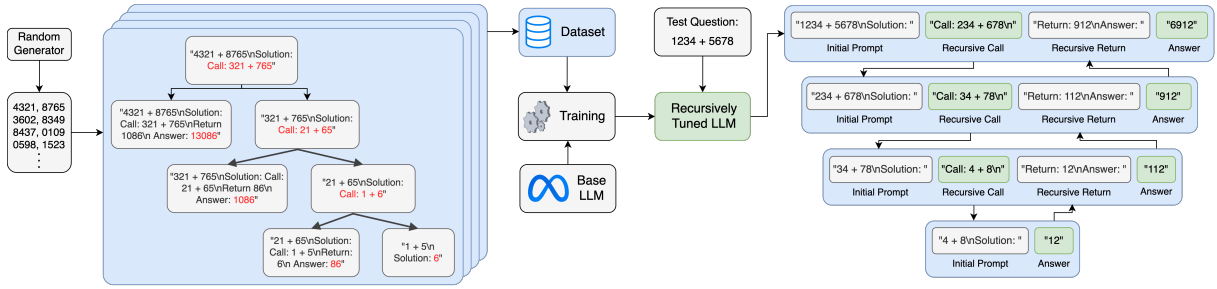 Random
Generator
4321, 8765
3602, 8349
8437, 0109
0598, 1523
"4321 + 8765\nSolution:
Call: 321 + 765"
"4321 + 8765\nSolution:
Call: 321 + 765\nReturn
1086\n Answer: 13086"
"321 + 765\nSolution:
Call: 21 + 65"
"321 + 765\nSolution: Call:
21 + 65\nReturn 86\n
Answer: 1086"
"21 + 65\nSolution:
Call: 1 + 6"
"21 + 65\nSolution:
Call: 1 + 5\nReturn:
6\n Answer: 86"
"1 + 5\n
Solution: 6"
Dataset
Training
Base
LLM
Test Question:
1234 + 5678
Recursively
Tuned LLM
"1234 + 5678\nSolution: "
"Call: 234 + 678\n"
"Return: 912\nAnswer: "
"6912"
Initial Prompt
Recursive Call
Recursive Return
Answer
"234 + 678\nSolution: "
"Call: 34 + 78\n"
"Return: 112\nAnswer: "
"912"
Initial Prompt
Recursive Call
Recursive Return
Answer
"34 + 78\nSolution: "
"Call: 4 + 8\n"
"Return: 12\nAnswer: "
"112"
Initial Prompt
Recursive Call
Recursive Return
Answer
"4 + 8\nSolution: "
"12"
Initial Prompt
Answer